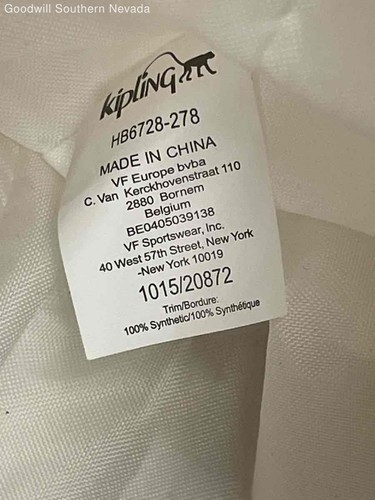 Goodwill Southern Nevada
kipling
HB6728-278
MADE IN CHINA
VF Europe bvba
C. Van Kerckhovenstraat 110
2880 Bornem
Belgium
BE0405039138
VF Sportswear, Inc.
40 West 57th Street, New York
-New York 10019
1015/20872
Trim/Bordure:
100% Synthetic/100% Synthétique